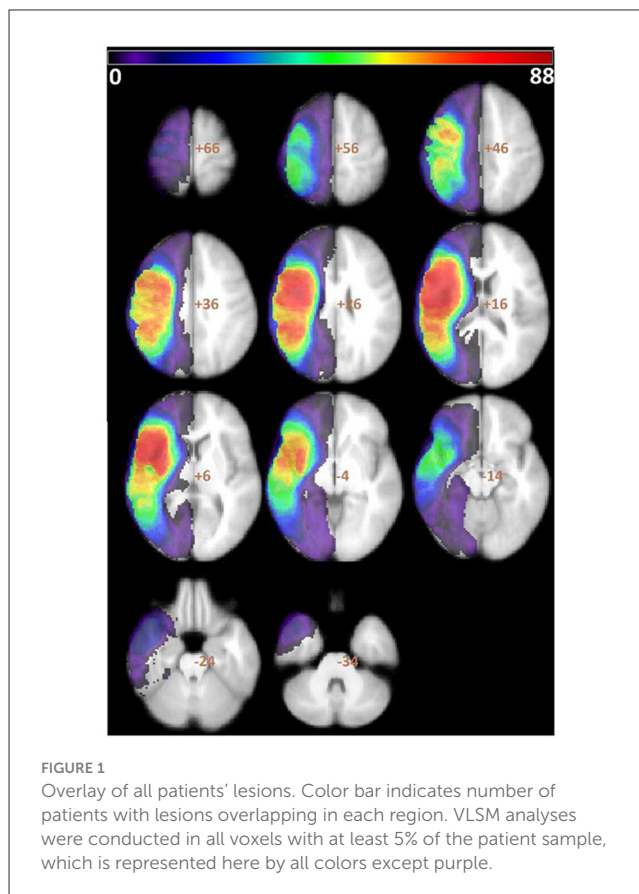 0 88
+66 +56 +46
+36 +26 +16
+6 -4 -14
-24 -34
FIGURE 1
Overlay of all patients' lesions. Color bar indicates number of
patients with lesions overlapping in each region. VLSM analyses
were conducted in all voxels with at least 5% of the patient sample,
which is represented here by all colors except purple.